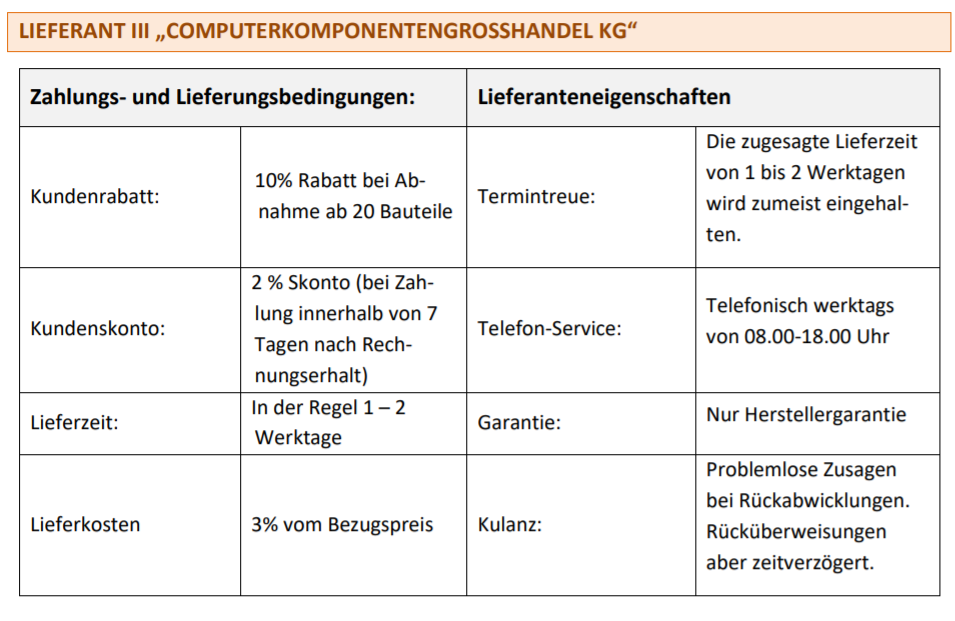 LIEFERANT III „COMPUTERKOMPONENTENGROSSHANDEL KG“
Zahlungs- und Lieferungsbedingungen:
Lieferanteneigenschaften
Kundenrabatt:
10% Rabatt bei Ab-
nahme ab 20 Bauteile
Termintreue:
Die zugesagte Lieferzeit
von 1 bis 2 Werktagen
wird zumeist eingehal-
ten.
Kundenskonto:
2 % Skonto (bei Zah-
lung innerhalb von 7
Tagen nach Rech-
nungserhalt)
Telefon-Service:
Telefonisch werktags
von 08.00-18.00 Uhr
Lieferzeit:
In der Regel 1 – 2
Werktage
Garantie:
Nur Herstellergarantie
Lieferkosten
3% vom Bezugspreis
Kulanz:
Problemlose Zusagen
bei Rückabwicklungen.
Rücküberweisungen
aber zeitverzögert.